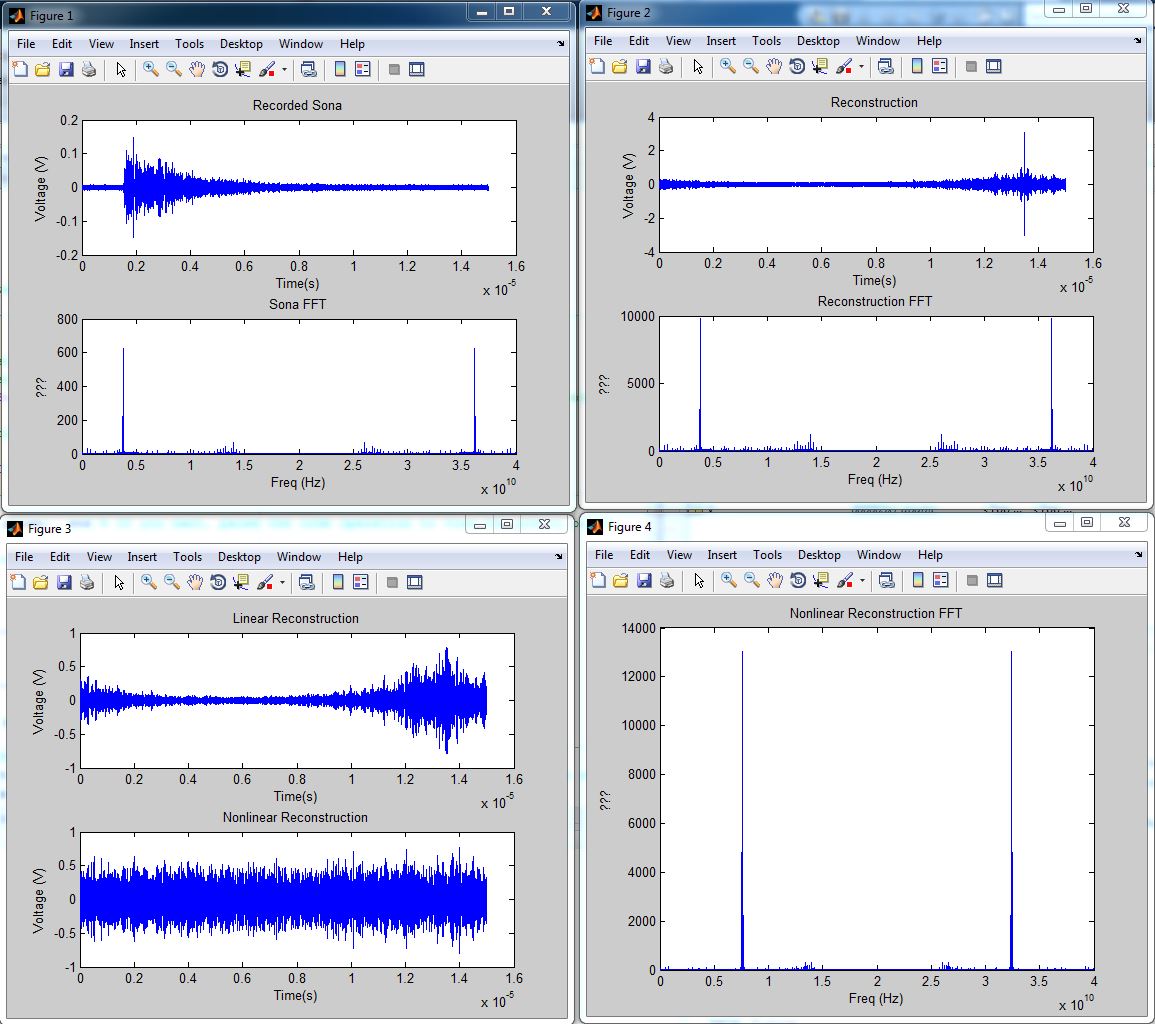 Figure 1
File Edit View Insert Tools Desktop Window Help
Recorded Sona
0.2
0.1
0
-0.1
-0.2
Voltage (V)
0 0.2 0.4 0.6 0.8 1 1.2 1.4 1.6
Time(s)
x 10^-5
Sona FFT
800
600
400
200
0
???
0 0.5 1 1.5 2 2.5 3 3.5 4
Freq (Hz)
x 10^10
Figure 2
File Edit View Insert Tools Desktop Window Help
Reconstruction
4
2
0
-2
-4
Voltage (V)
0 0.2 0.4 0.6 0.8 1 1.2 1.4 1.6
Time(s)
x 10^-5
Reconstruction FFT
10000
5000
0
???
0 0.5 1 1.5 2 2.5 3 3.5 4
Freq (Hz)
x 10^10
Figure 3
File Edit View Insert Tools Desktop Window Help
Linear Reconstruction
1
0.5
0
-0.5
-1
Voltage (V)
0 0.2 0.4 0.6 0.8 1 1.2 1.4 1.6
Time(s)
x 10^-5
Nonlinear Reconstruction
1
0.5
0
-0.5
-1
Voltage (V)
0 0.2 0.4 0.6 0.8 1 1.2 1.4 1.6
Time(s)
x 10^-5
Figure 4
File Edit View Insert Tools Desktop Window Help
Nonlinear Reconstruction FFT
14000
12000
10000
8000
6000
4000
2000
0
???
0 0.5 1 1.5 2 2.5 3 3.5 4
Freq (Hz)
x 10^10